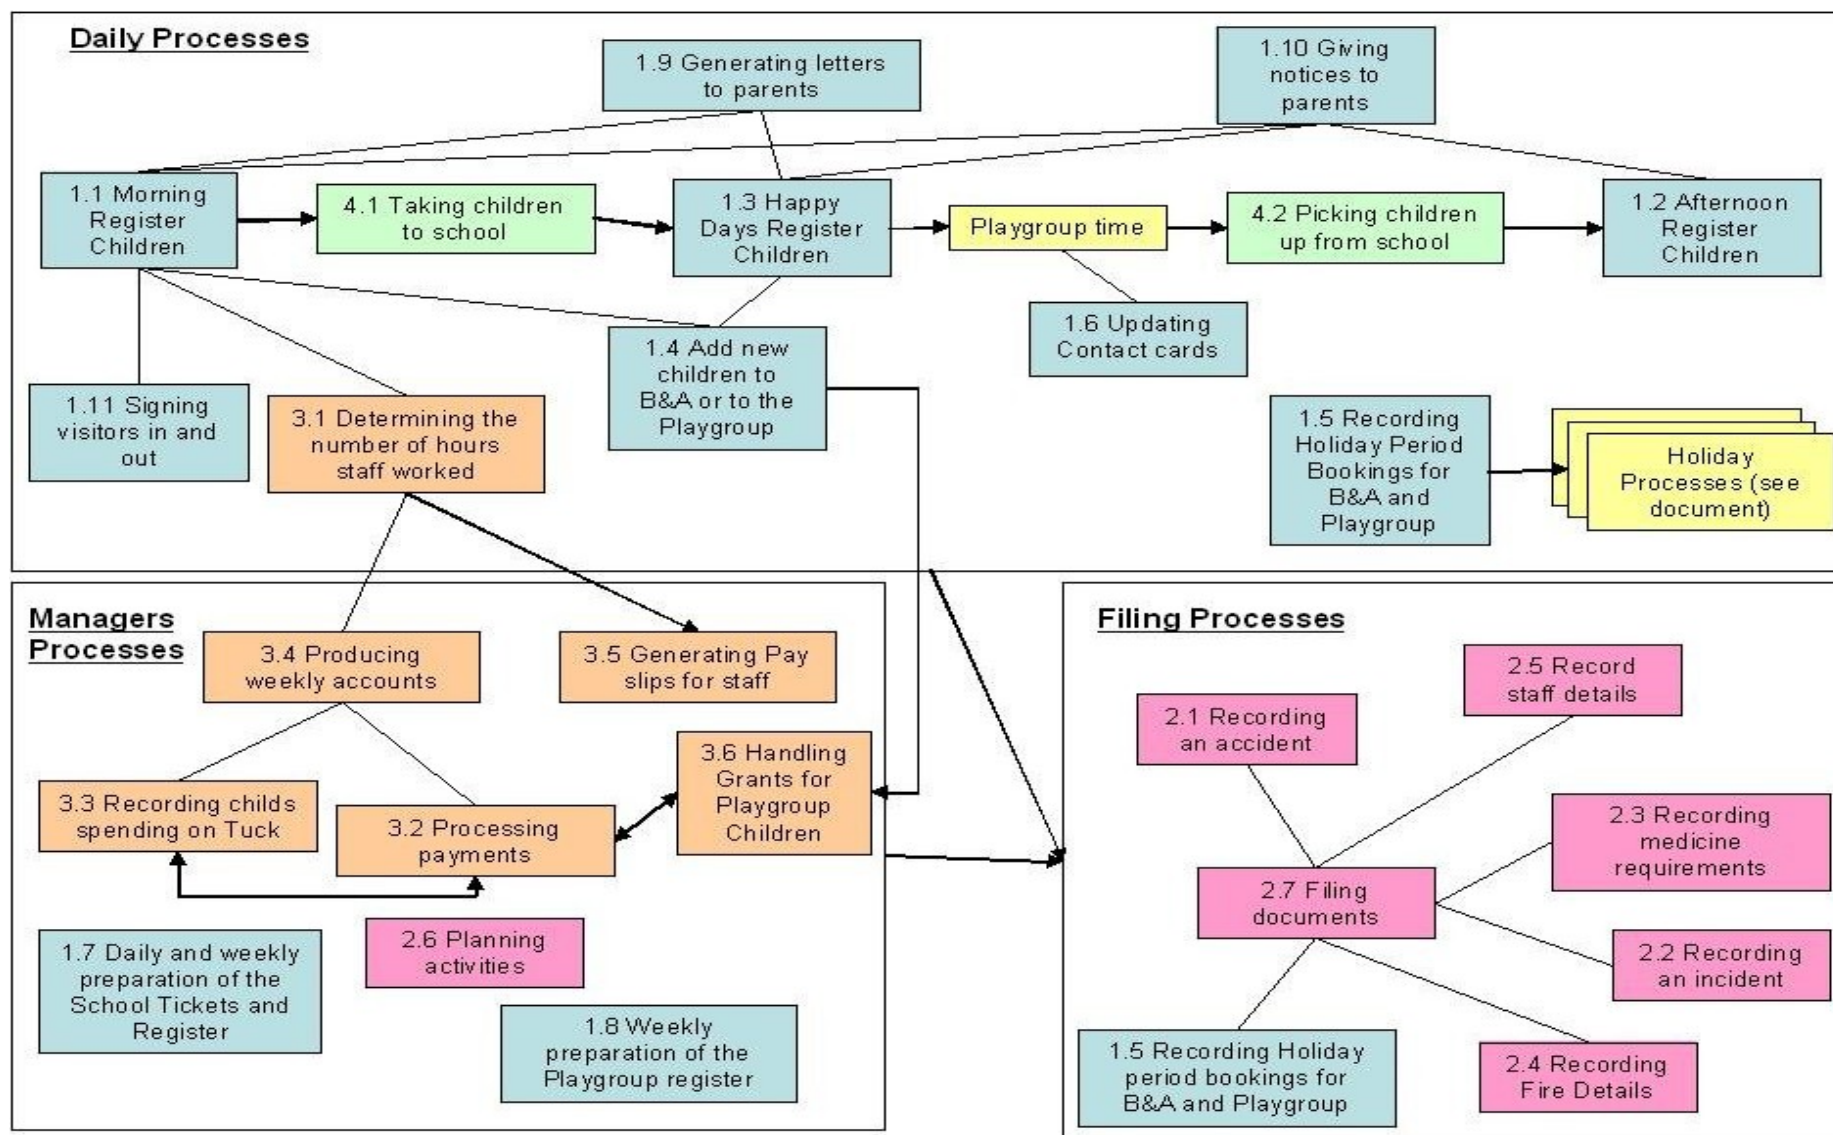 Daily Processes
1.9 Generating letters
to parents
1.10 Giving
notices to
parents
1.1 Morning
Register
Children
4.1 Taking children
to school
1.3 Happy
Days Register
Children
Playgroup time
4.2 Picking children
up from school
1.2 Afternoon
Register
Children
1.6 Updating
Contact cards
1.4 Add new
children to
B&A or to the
Playgroup
1.11 Signing
visitors in and
out
3.1 Determining the
number of hours
staff worked
1.5 Recording
Holiday Period
Bookings for
B&A and
Playgroup
Holiday
Processes (see
document)
Managers
Processes
3.4 Producing
weekly accounts
3.5 Generating Pay
slips for staff
3.6 Handling
Grants for
Playgroup
Children
3.3 Recording childs
spending on Tuck
3.2 Processing
payments
1.7 Daily and weekly
preparation of the
School Tickets and
Register
2.6 Planning
activities
1.8 Weekly
preparation of the
Playgroup register
Filing Processes
2.5 Record
staff details
2.1 Recording
an accident
2.3 Recording
medicine
requirements
2.7 Filing
documents
2.2 Recording
an incident
1.5 Recording Holiday
period bookings for
B&A and Playgroup
2.4 Recording
Fire Details